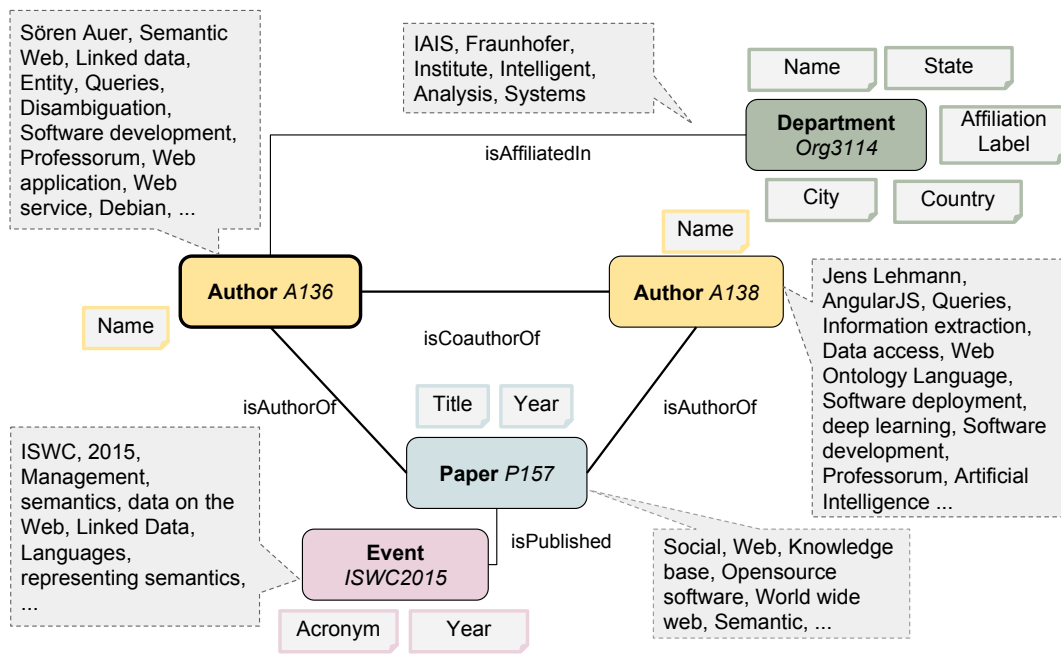 Sören Auer, Semantic
Web, Linked data,
Entity, Queries,
Disambiguation,
Software development,
Professorum, Web
application, Web
service, Debian, ...
IAIS, Fraunhofer,
Institute, Intelligent,
Analysis, Systems
Name
State
Department
Org3114
Affiliation
Label
City
Country
isAffiliatedIn
Name
Author A136
Author A138
Name
isCoauthorOf
Jens Lehmann,
AngularJS, Queries,
Information extraction,
Data access, Web
Ontology Language,
Software deployment,
deep learning, Software
development,
Professorum, Artificial
Intelligence ...
isAuthorOf
Title
Year
isAuthorOf
Paper P157
ISWC, 2015,
Management,
semantics, data on the
Web, Linked Data,
Languages,
representing semantics,
...
isPublished
Event
ISWC2015
Acronym
Year
Social, Web, Knowledge
base, Opensource
software, World wide
web, Semantic, ...